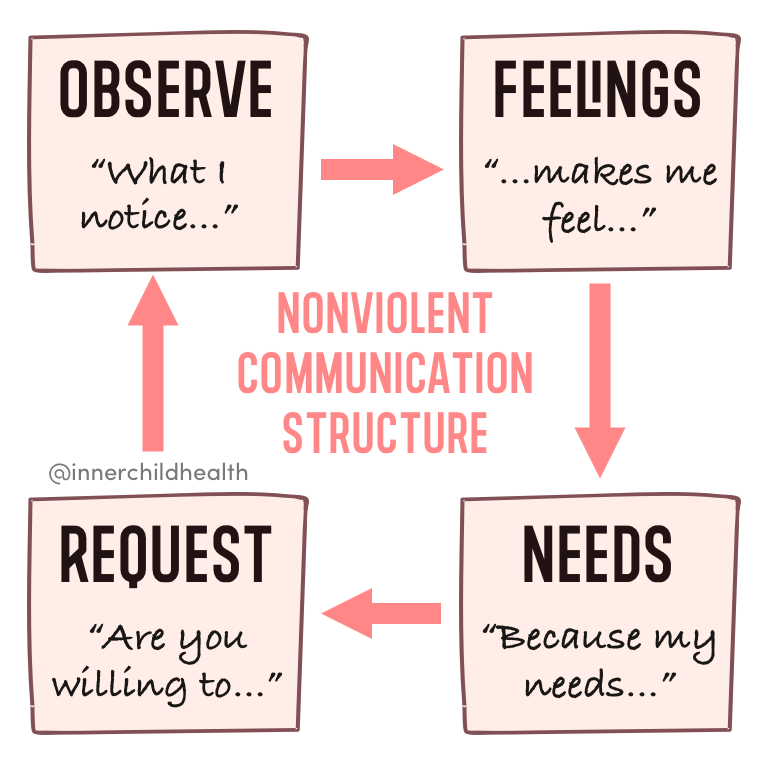 OBSERVE
“What I
notice...”
FEELINGS
“...makes me
feel...”
NONVIOLENT
COMMUNICATION
STRUCTURE
@innerchildhealth
REQUEST
“Are you
willing to...”
NEEDS
“Because my
needs...”